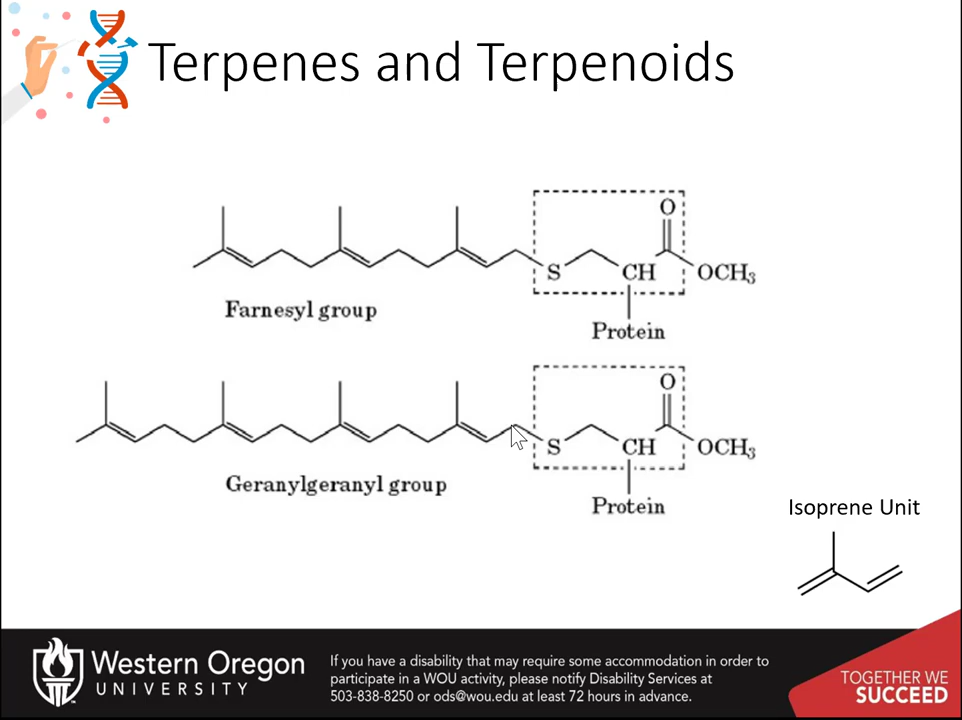 Terpenes and Terpenoids
O
S
CH
OCH3
Farnesyl group
Protein
O
S
CH
OCH3
Geranylgeranyl group
Protein
Isoprene Unit
Western Oregon
UNIVERSITY
If you have a disability that may require some accommodation in order to
participate in a WOU activity, please notify Disability Services at
503-838-8250 or ods@wou.edu at least 72 hours in advance.
TOGETHER WE
SUCCEED